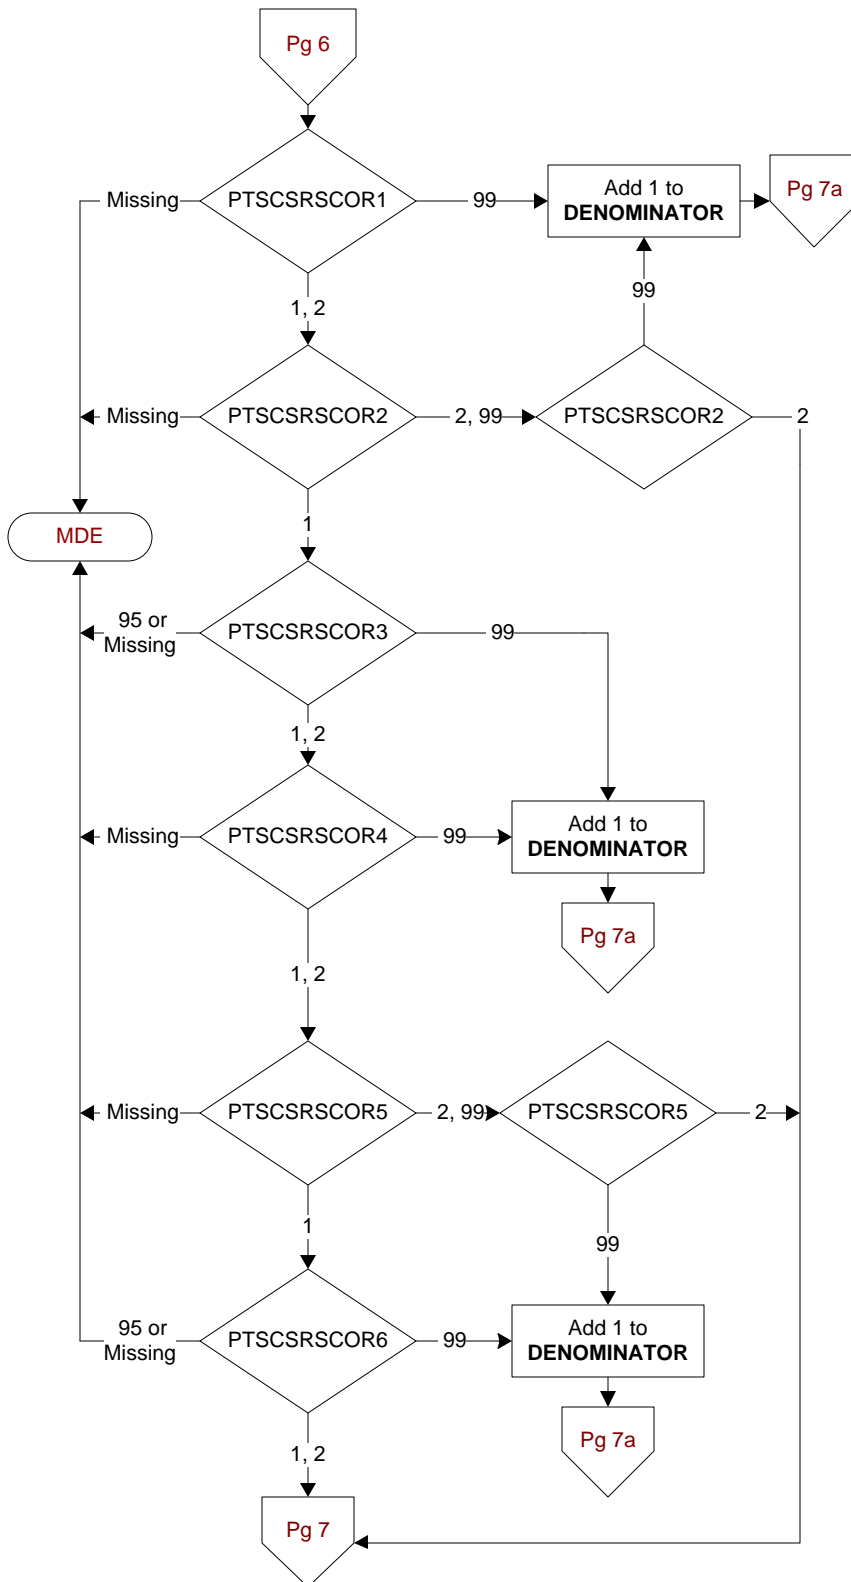 Pg 6
PTSCSRSCOR1
Missing
99
Add 1 to
DENOMINATOR
Pg 7a
1, 2
99
PTSCSRSCOR2
Missing
2, 99
PTSCSRSCOR2
2
1
MDE
PTSCSRSCOR3
95 or
Missing
99
1, 2
PTSCSRSCOR4
Missing
99
Add 1 to
DENOMINATOR
Pg 7a
1, 2
PTSCSRSCOR5
Missing
2, 99
PTSCSRSCOR5
2
1
99
PTSCSRSCOR6
95 or
Missing
99
Add 1 to
DENOMINATOR
Pg 7a
1, 2
Pg 7